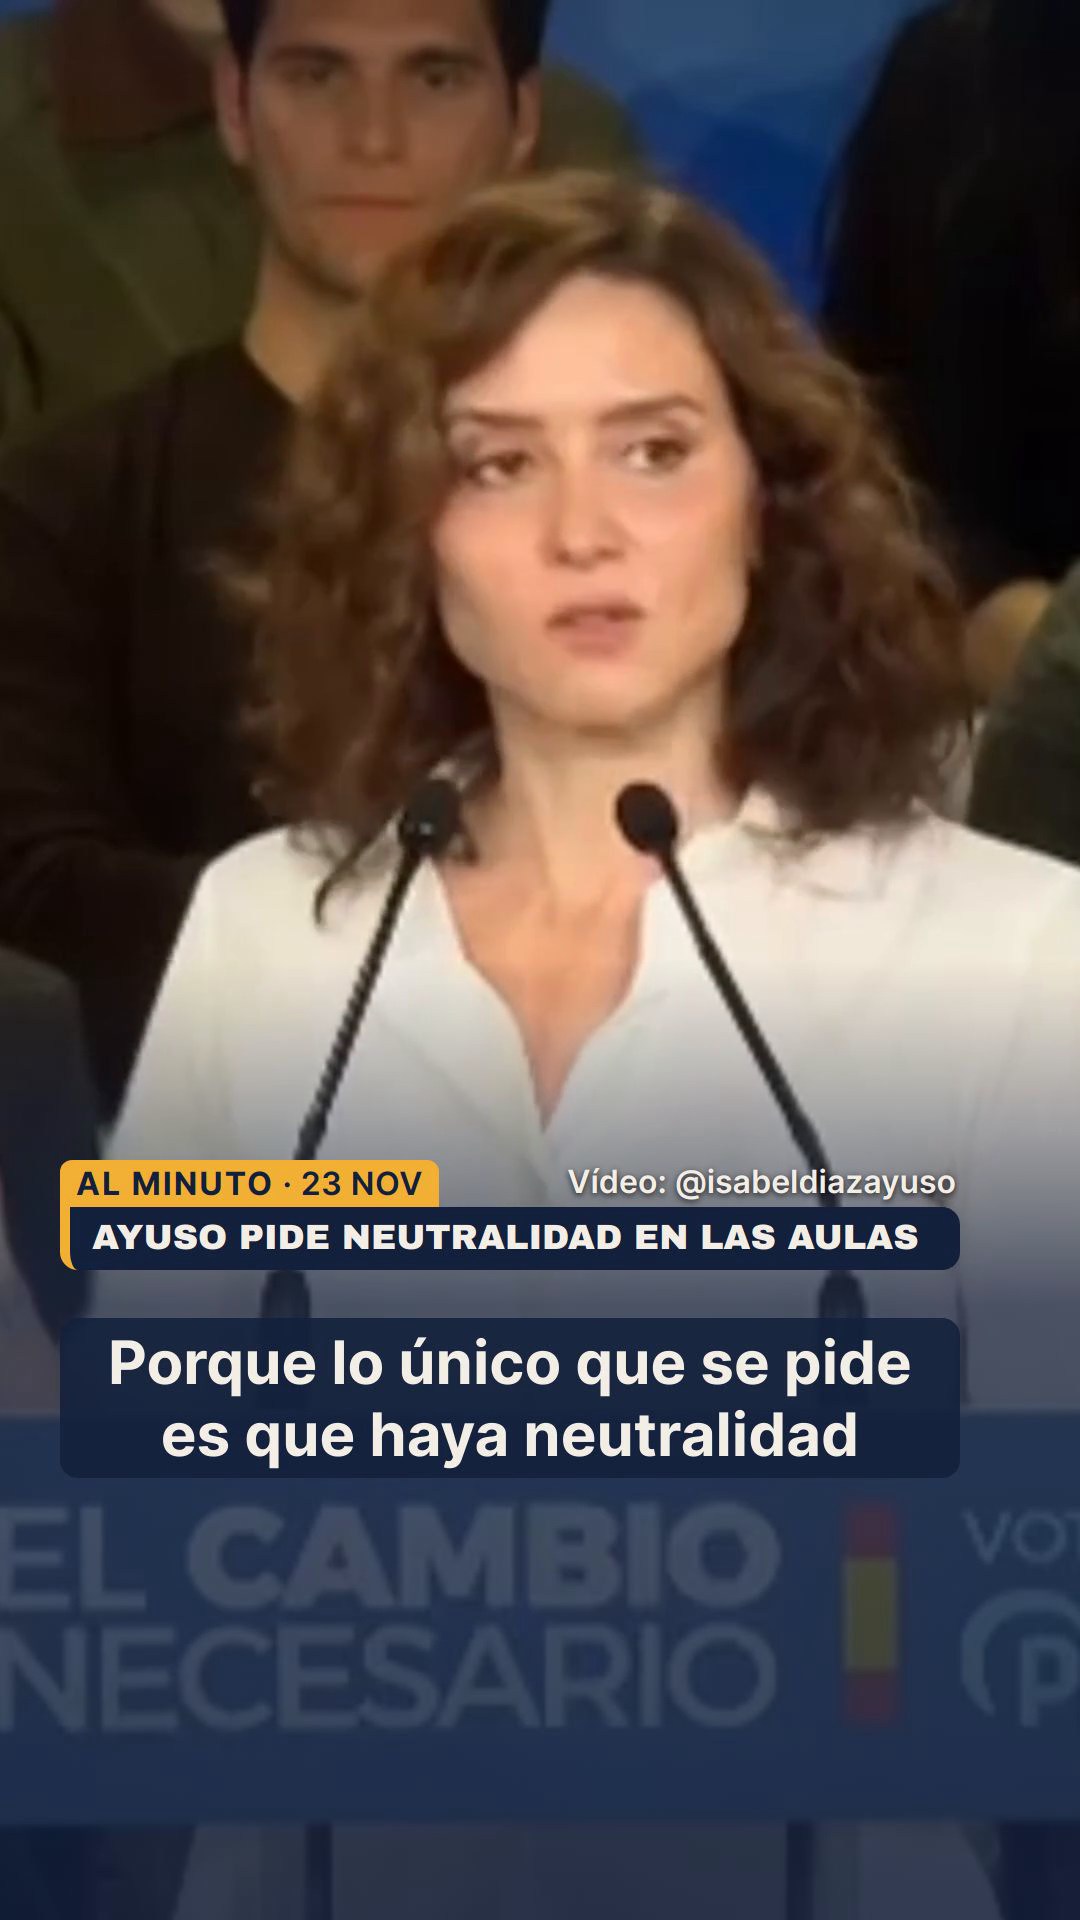 AL MINUTO · 23 NOV
Vídeo: @isabeldiazayuso
AYUSO PIDE NEUTRALIDAD EN LAS AULAS
Porque lo único que se pide
es que haya neutralidad
EL CAMBIO
NECESARIO
VOT
p